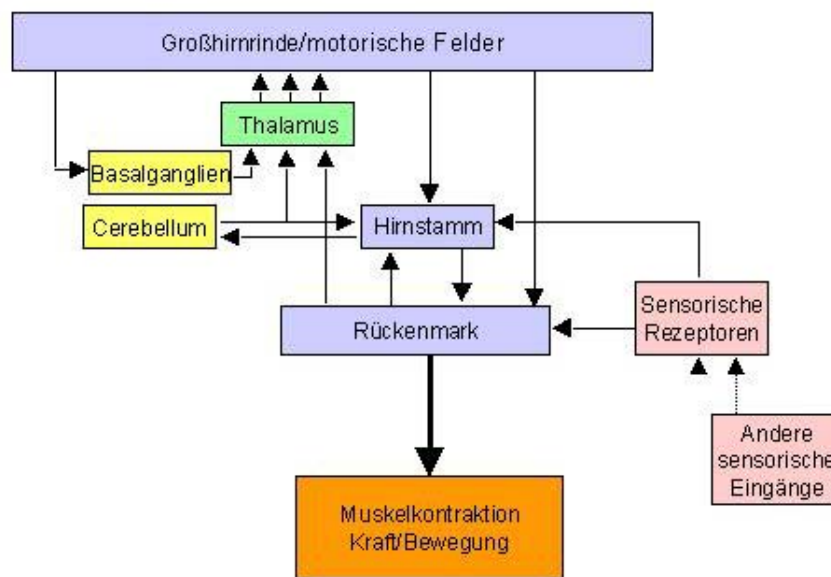 Großhirnrinde/motorische Felder
Thalamus
Basalganglien
Cerebellum
Hirnstamm
Sensorische
Rezeptoren
Rückenmark
Andere
sensorische
Eingänge
Muskelkontraktion
Kraft/Bewegung